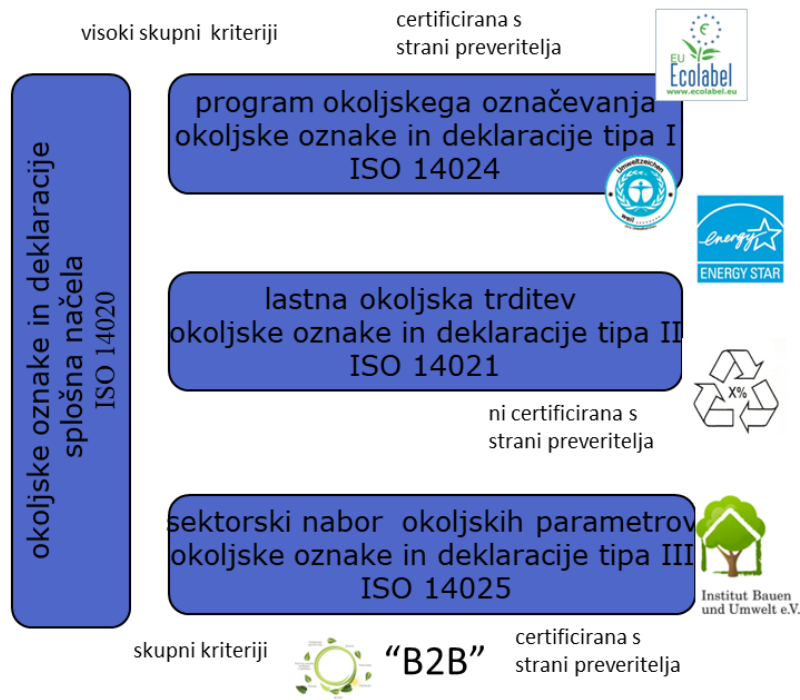 visoki skupni kriteriji
certificirana s
strani preveritelja
EU
Ecolabel
www.ecolabel.eu
okoljske oznake in deklaracije
splošna načela
ISO 14020
program okoljskega označevanja
okoljske oznake in deklaracije tipa I
ISO 14024
Umweltzeichen
weil
energy
ENERGY STAR
lastna okoljska trditev
okoljske oznake in deklaracije tipa II
ISO 14021
X%
ni certificirana s
strani preveritelja
sektorski nabor okoljskih parametrov
okoljske oznake in deklaracije tipa III
ISO 14025
Institut Bauen
und Umwelt e.V.
skupni kriteriji
“B2B”
certificirana s
strani preveritelja